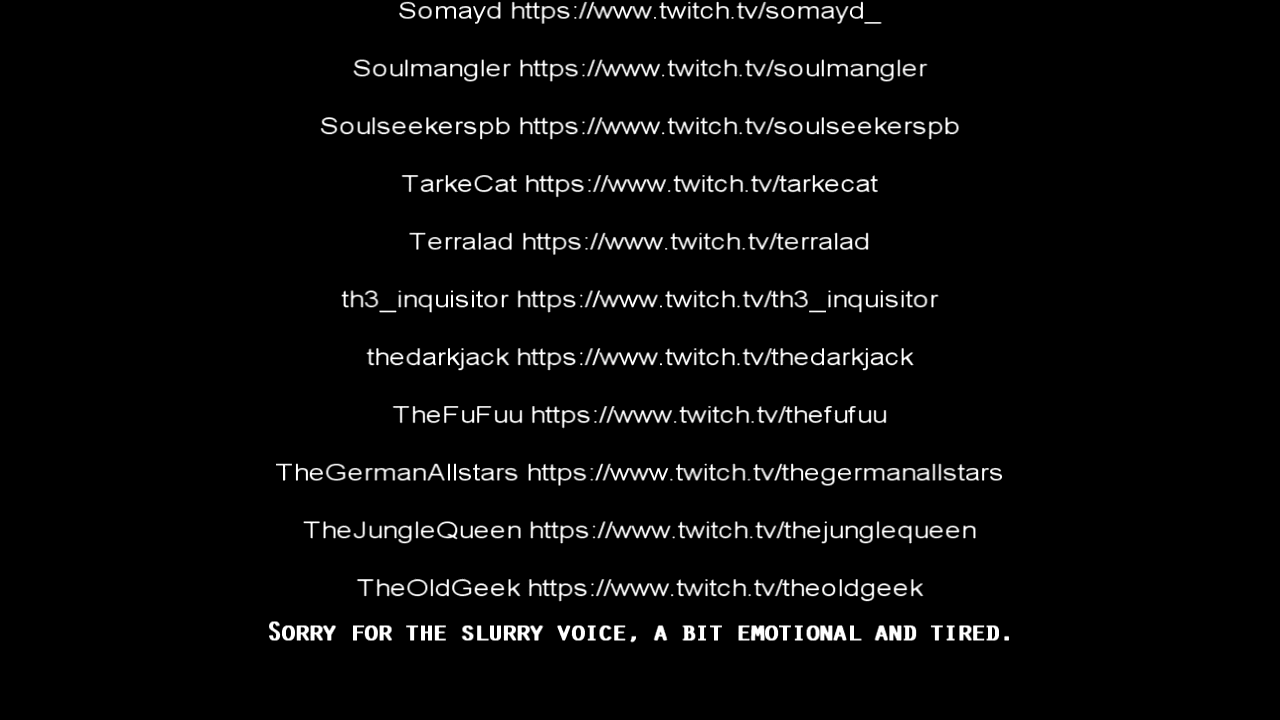 Somayd https://www.twitch.tv/somayd_
Soulmangler https://www.twitch.tv/soulmangler
Soulseekerspb https://www.twitch.tv/soulseekerspb
TarkeCat https://www.twitch.tv/tarkecat
Terralad https://www.twitch.tv/terralad
th3_inquisitor https://www.twitch.tv/th3_inquisitor
thedarkjack https://www.twitch.tv/thedarkjack
TheFuFuu https://www.twitch.tv/thefufuu
TheGermanAllstars https://www.twitch.tv/thegermanallstars
TheJungleQueen https://www.twitch.tv/thejunglequeen
TheOldGeek https://www.twitch.tv/theoldgeek
Sorry for the slurry voice, a bit emotional and tired.